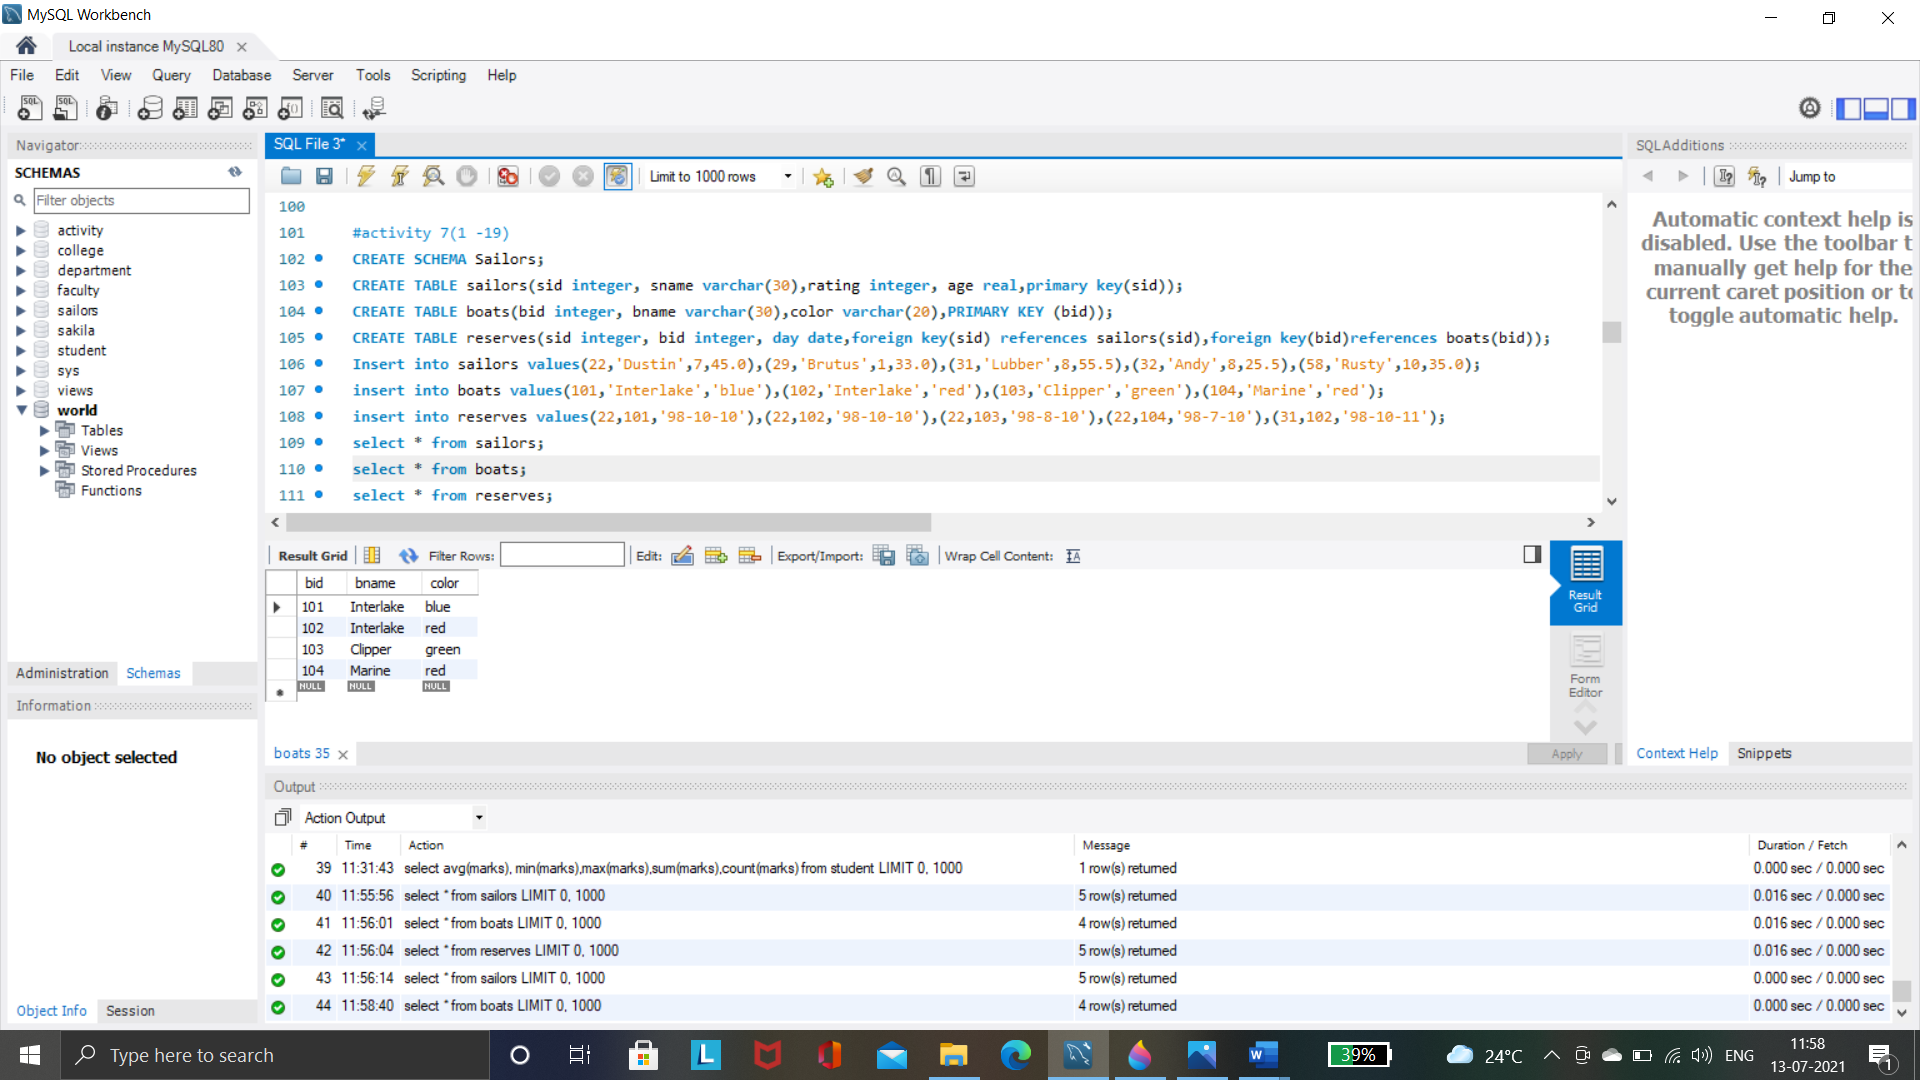 MySQL Workbench
Local instance MySQL80
File Edit View Query Database Server Tools Scripting Help
Navigator
SCHEMAS
Filter objects
activity
college
department
faculty
sailors
sakila
student
sys
views
world
Tables
Views
Stored Procedures
Functions
Administration Schemas
Information
No object selected
Object Info Session
SQL File 3*
Limit to 1000 rows
100
101 #activity 7(1 -19)
102 CREATE SCHEMA Sailors;
103 CREATE TABLE sailors(sid integer, sname varchar(30),rating integer, age real,primary key(sid));
104 CREATE TABLE boats(bid integer, bname varchar(30),color varchar(20),PRIMARY KEY (bid));
105 CREATE TABLE reserves(sid integer, bid integer, day date,foreign key(sid) references sailors(sid),foreign key(bid)references boats(bid));
106 Insert into sailors values(22,'Dustin',7,45.0),(29,'Brutus',1,33.0),(31,'Lubber',8,55.5),(32,'Andy',8,25.5),(58,'Rusty',10,35.0);
107 insert into boats values(101,'Interlake','blue'),(102,'Interlake','red'),(103,'Clipper','green'),(104,'Marine','red');
108 insert into reserves values(22,101,'98-10-10'),(22,102,'98-10-10'),(22,103,'98-8-10'),(22,104,'98-7-10'),(31,102,'98-10-11');
109 select * from sailors;
110 select * from boats;
111 select * from reserves;
Result Grid Filter Rows: Edit: Export/Import: Wrap Cell Content:
bid bname color
101 Interlake blue
102 Interlake red
103 Clipper green
104 Marine red
NULL NULL NULL
Result Grid
Form Editor
boats 35
Apply
SQLAdditions
Jump to
Automatic context help is
disabled. Use the toolbar t
manually get help for the
current caret position or to
toggle automatic help.
Context Help Snippets
Output
Action Output
# Time Action Message Duration / Fetch
39 11:31:43 select avg(marks), min(marks),max(marks),sum(marks),count(marks) from student LIMIT 0, 1000 1 row(s) returned 0.000 sec / 0.000 sec
40 11:55:56 select * from sailors LIMIT 0, 1000 5 row(s) returned 0.016 sec / 0.000 sec
41 11:56:01 select * from boats LIMIT 0, 1000 4 row(s) returned 0.016 sec / 0.000 sec
42 11:56:04 select * from reserves LIMIT 0, 1000 5 row(s) returned 0.016 sec / 0.000 sec
43 11:56:14 select * from sailors LIMIT 0, 1000 5 row(s) returned 0.000 sec / 0.000 sec
44 11:58:40 select * from boats LIMIT 0, 1000 4 row(s) returned 0.000 sec / 0.000 sec
Type here to search
39%
24°C
ENG
11:58
13-07-2021
1